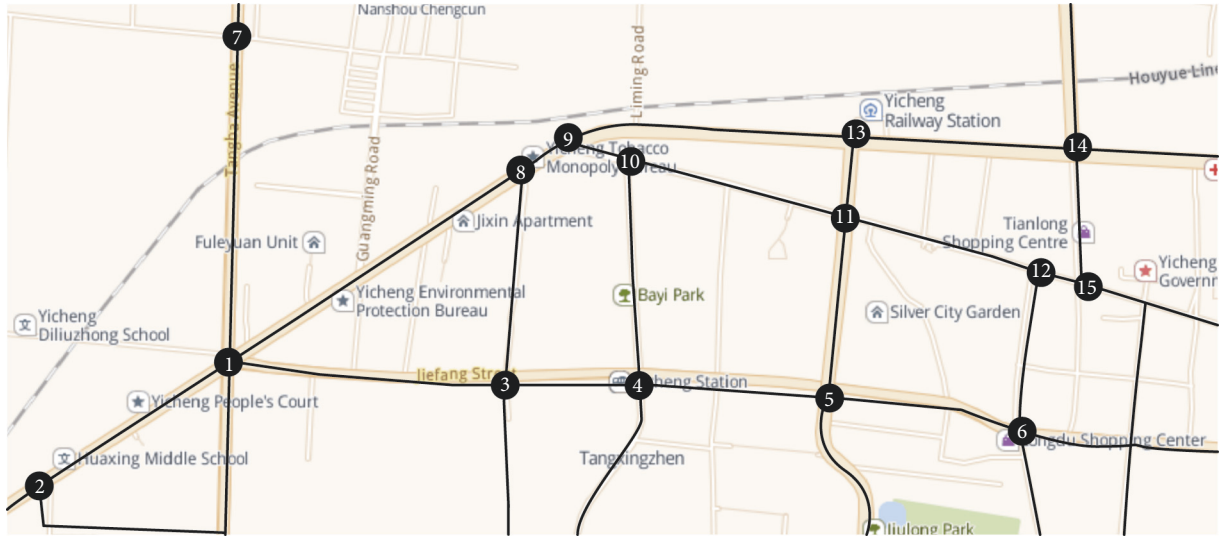 Nanshou Chengcun
7
Tangba Avenue
Liming Road
Houyue Line
Yicheng
Railway Station
13
14
9
Yicheng Tobacco
Monopoly Bureau
10
8
Guangming Road
Jixin Apartment
11
Tianlong
Shopping Centre
Fuleyuan Unit
12
15
Yicheng
Governm
Yicheng Environmental
Protection Bureau
Bayi Park
Silver City Garden
Yicheng
Diliuzhong School
1
Jiefang Street
3
4
cheng Station
5
Yicheng People's Court
6
ongdu Shopping Center
Huaxing Middle School
Tangxingzhen
2
Jiulong Park